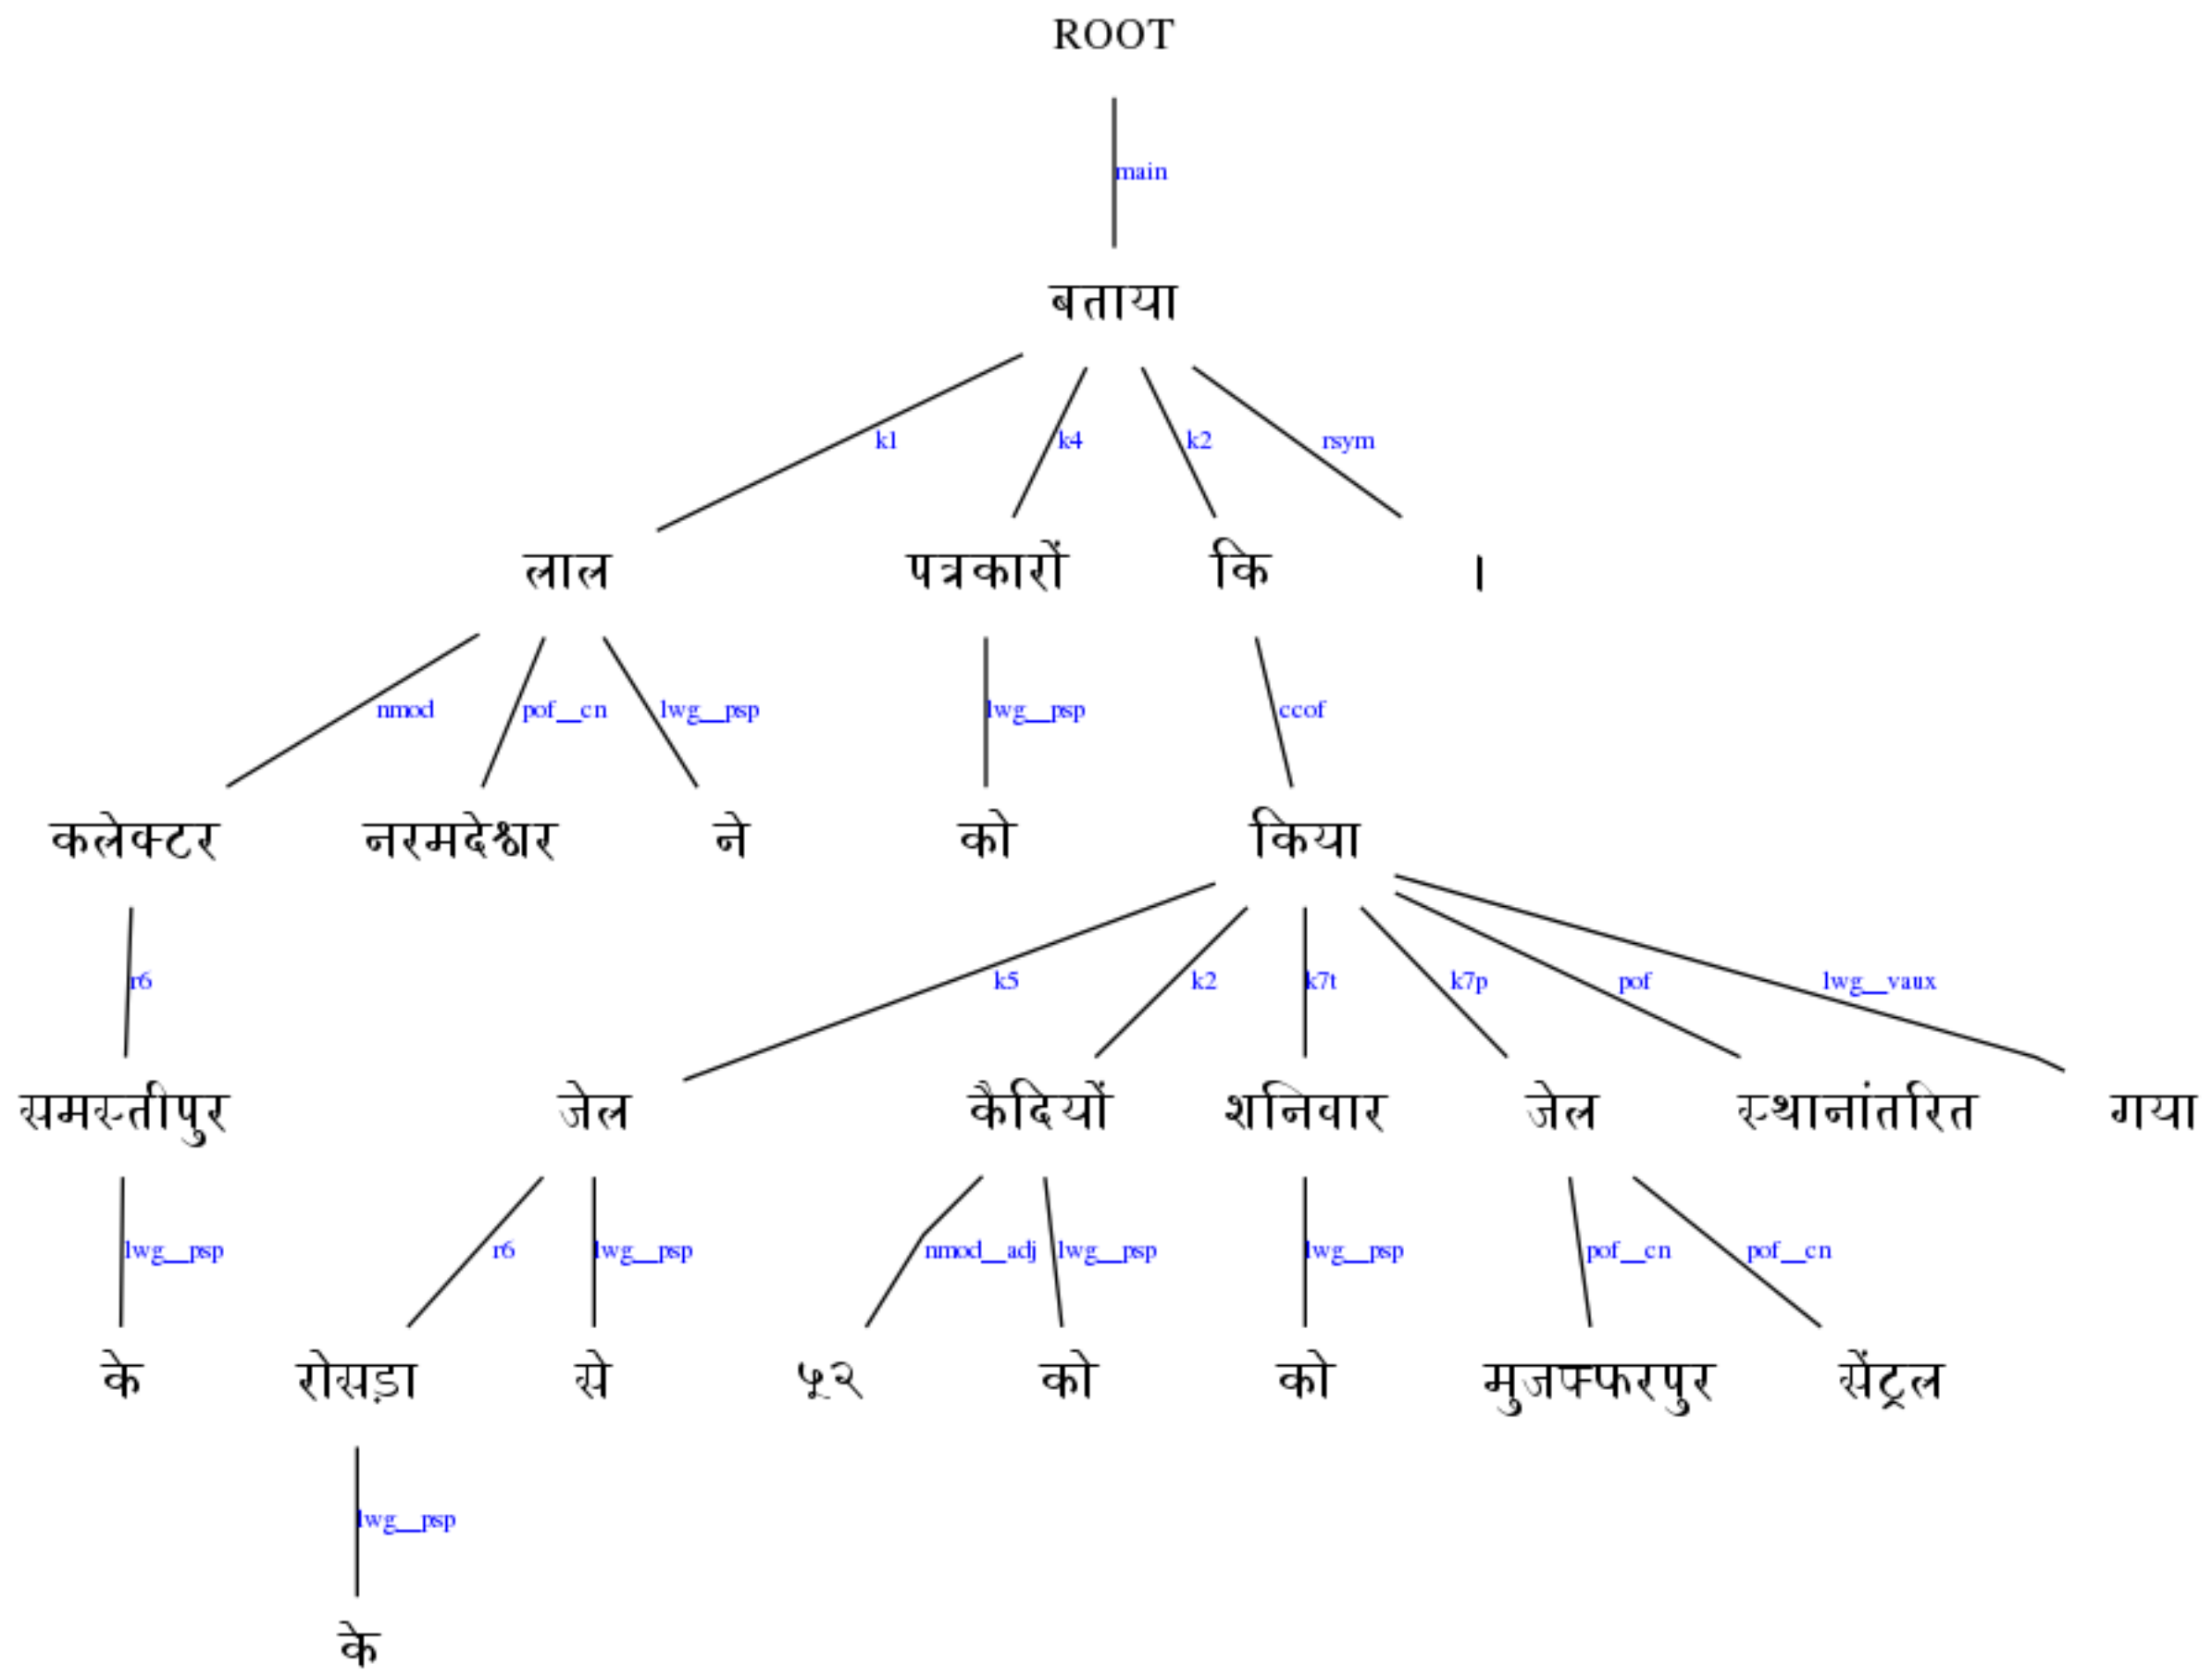 ROOT
main
बताया
k1 k4 k2 rsym
लाल पत्रकारों कि ।
nmod pof__cn lwg__psp lwg__psp ccof
कलेक्टर नरमदेश्वर ने को किया
r6 k5 k2 k7t k7p pof lwg__vaux
समस्तीपुर जेल कैदियों शनिवार जेल स्थानांतरित गया
lwg__psp r6 lwg__psp nmod__adj lwg__psp lwg__psp pof__cn pof__cn
के रोसड़ा से ५२ को को मुजफ्फरपुर सेंट्रल
lwg__psp
के